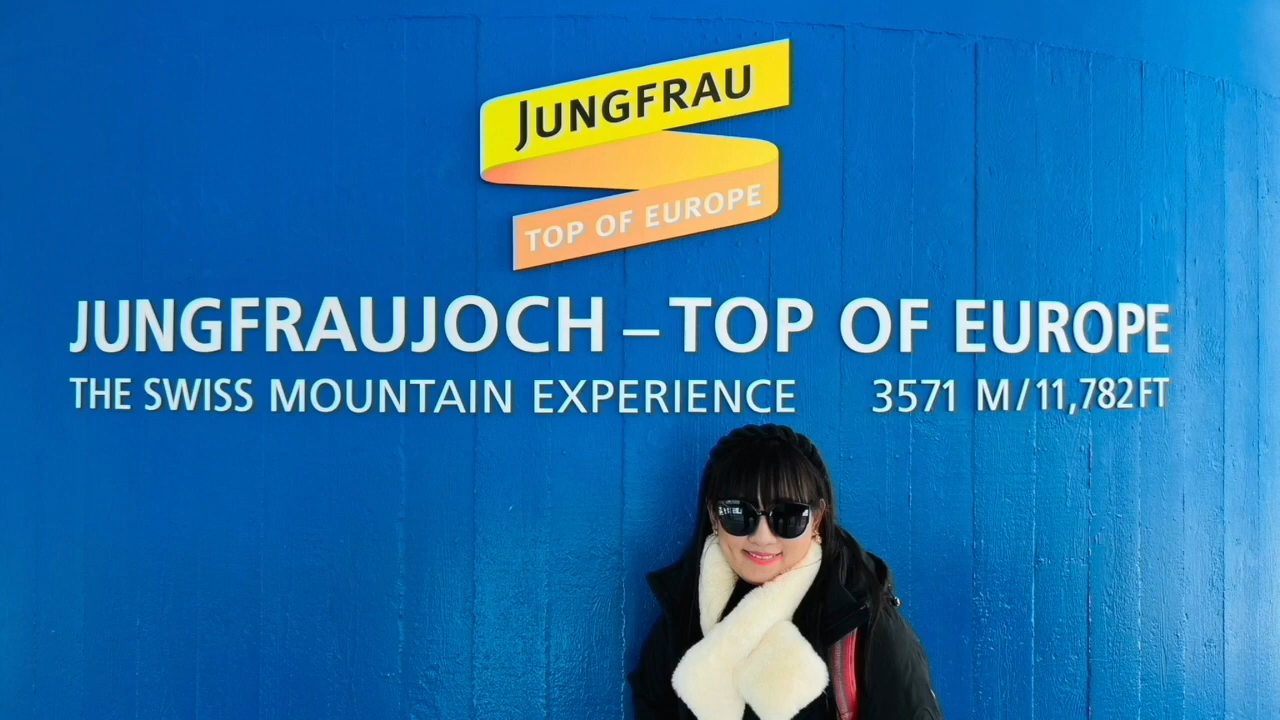 JUNGFRAU
TOP OF EUROPE
JUNGFRAUJOCH – TOP OF EUROPE
THE SWISS MOUNTAIN EXPERIENCE 3571 M/11,782 FT